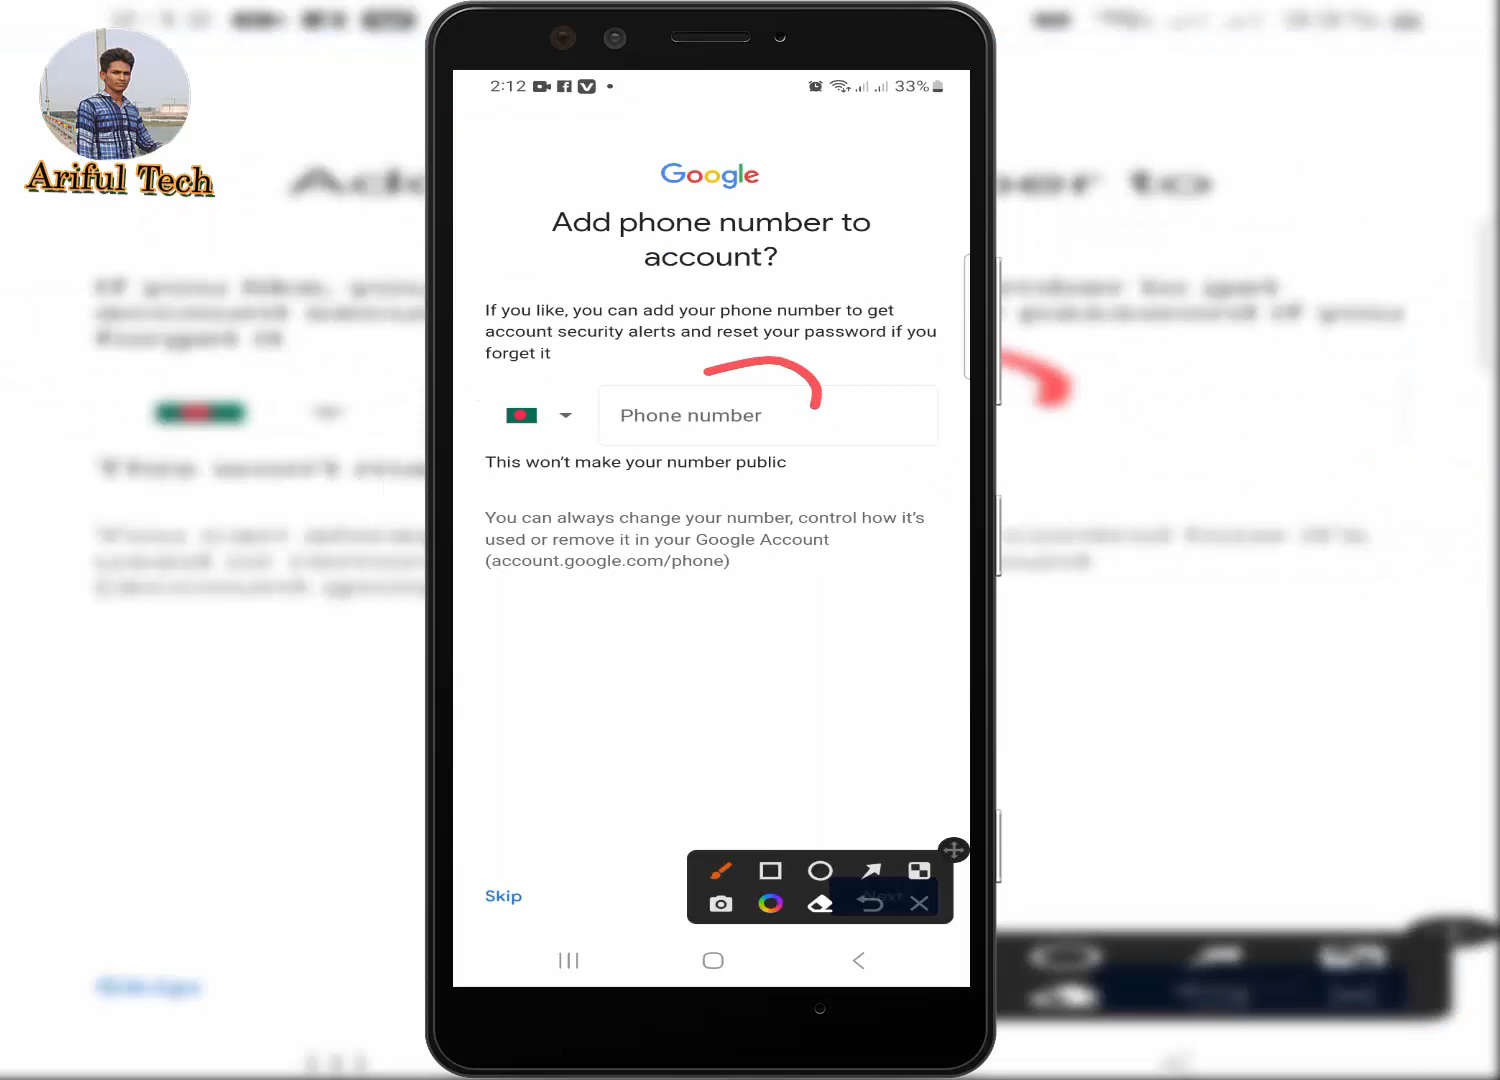 Ariful Tech
2:12
33%
Google
Add phone number to
account?
If you like, you can add your phone number to get
account security alerts and reset your password if you
forget it
Phone number
This won't make your number public
You can always change your number, control how it's
used or remove it in your Google Account
(account.google.com/phone)
Skip
Next